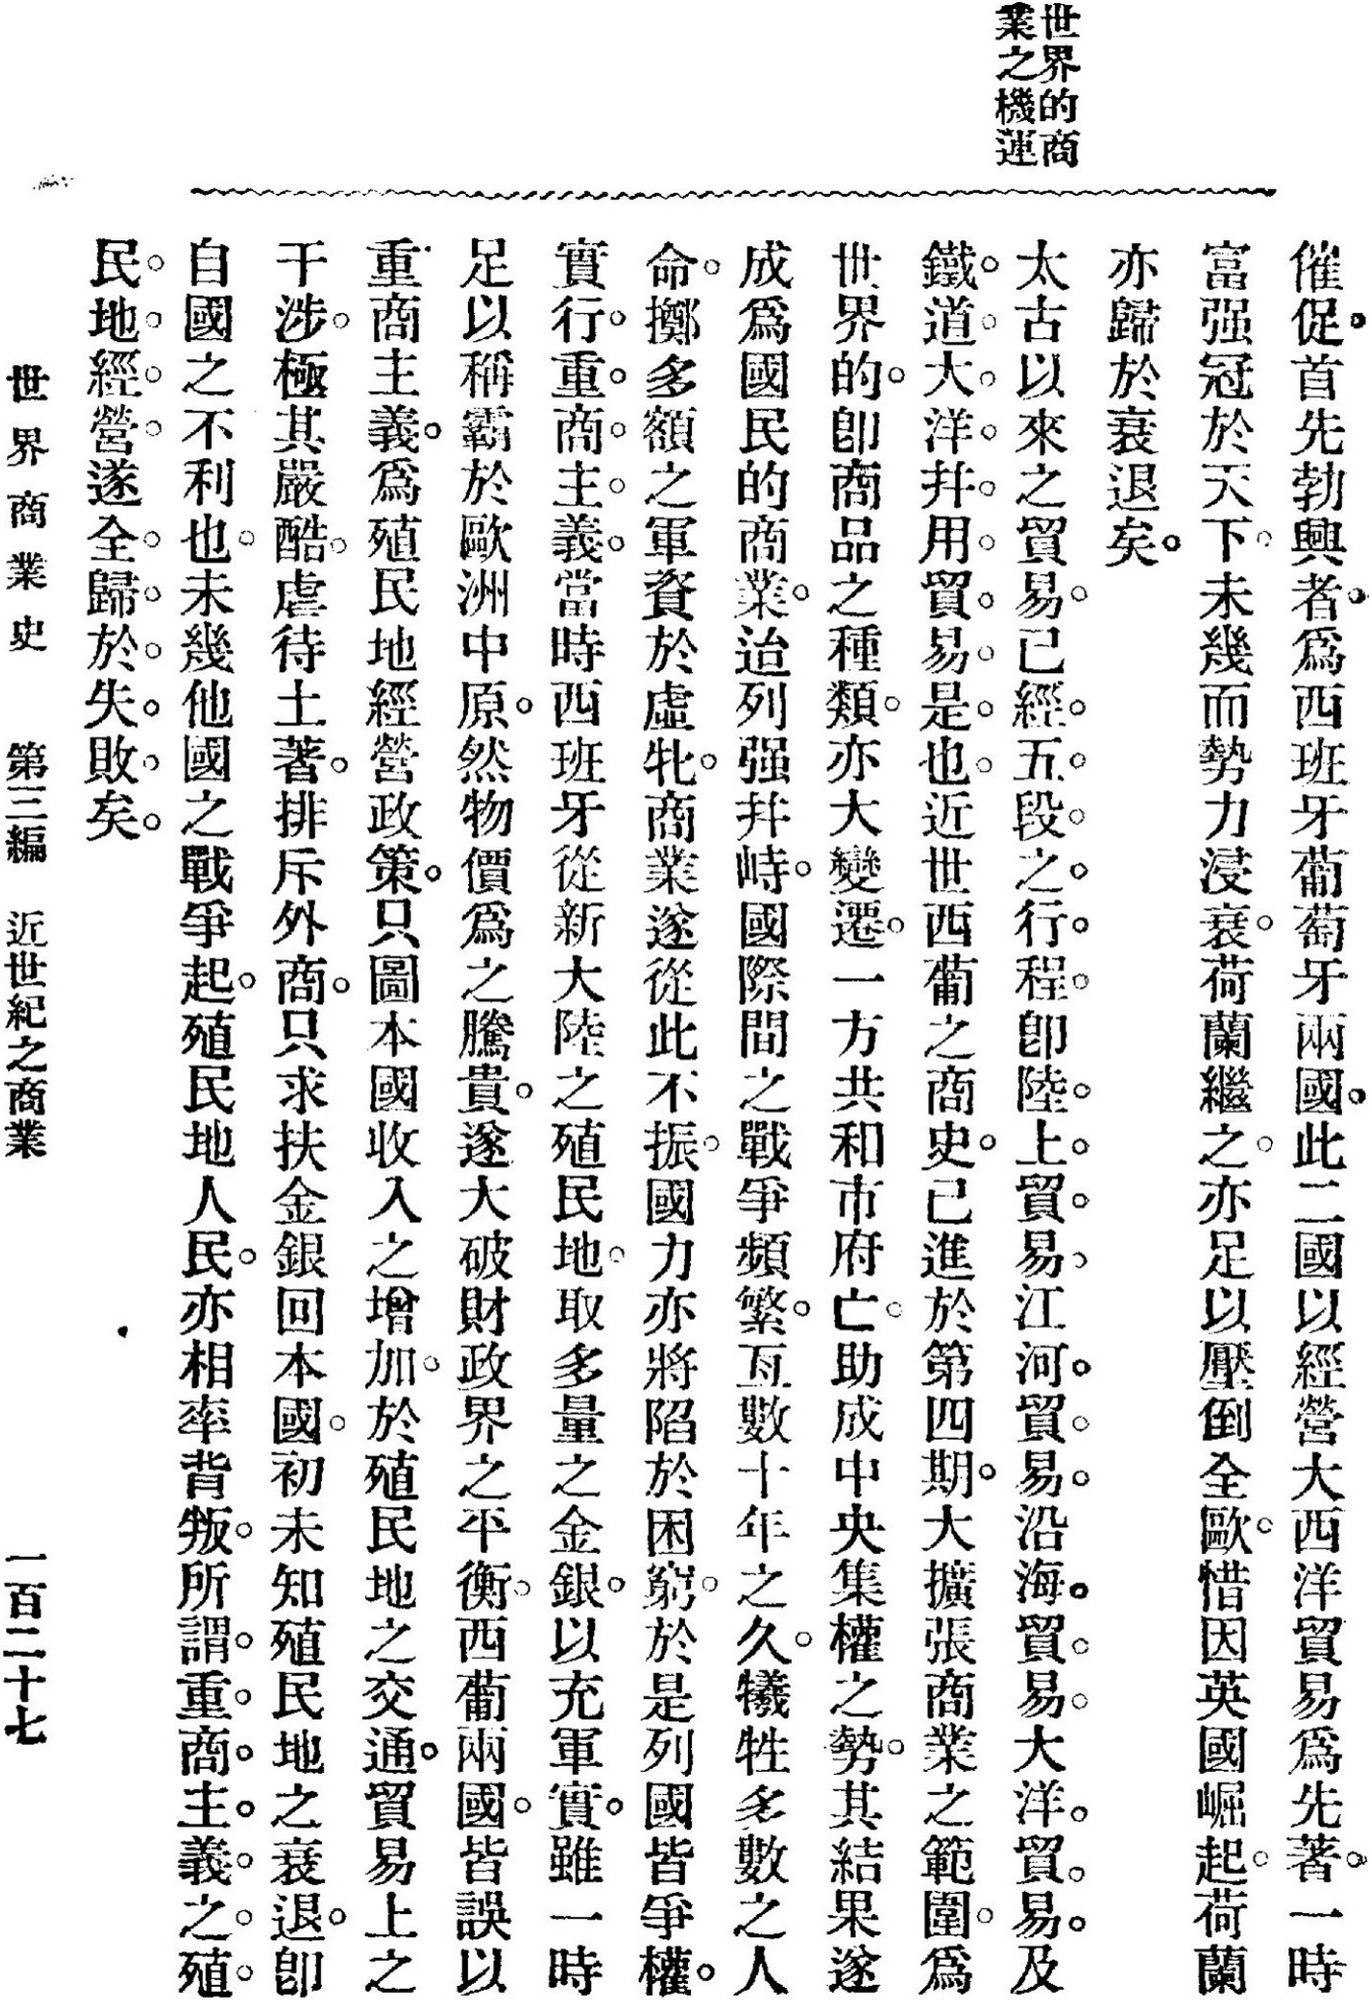 世界的商
業之機運
催促。首先勃興者。爲西班牙葡萄牙兩國。此二國以經營大西洋貿易爲先著。一時
富强冠於天下。未幾而勢力浸衰。荷蘭繼之。亦足以壓倒全歐。惜因英國崛起。荷蘭
亦歸於衰退矣。
太古以來之貿易。已經。五。段。之。行。程。卽陸。上。貿。易、江河。貿。易。沿海。貿。易。大洋。貿。易。及
鐵。道。大。洋。幷。用。貿。易。是。也。近世西葡之商史。已進於第四期。大擴張商業之範圍。爲
世界的。卽商品之種類。亦大變遷。一方共和市府亡。助成中央集權之勢。其結果遂
成爲國民的商業。迨列强幷峙。國際間之戰爭頻繁。亙數十年之久。犧牲多數之人
命。擲多額之軍資於虛牝。商業遂從此不振。國力亦將陷於困窮。於是列國皆爭權。
實行。重。商。主。義。當時西班牙從新大陸之殖民地。取多量之金銀。以充軍實。雖一時
足以稱霸於歐洲中原。然物價爲之騰貴。遂大破財政界之平衡。西葡兩國。皆誤以
重商主義。爲殖民地經營政策。只圖本國收入之增加。於殖民地之交通。貿易上之
干涉。極其嚴酷。虐待土著。排斥外商。只求扶金銀回本國。初未知殖民地之衰退。卽
自國之不利也。未幾他國之戰爭起。殖民地人民。亦相率背叛。所謂。重。商。主。義。之。殖。
民。地。經。營。遂全。歸。於。失。敗。矣。
世界商業史　第三編　近世紀之商業　一百二十七